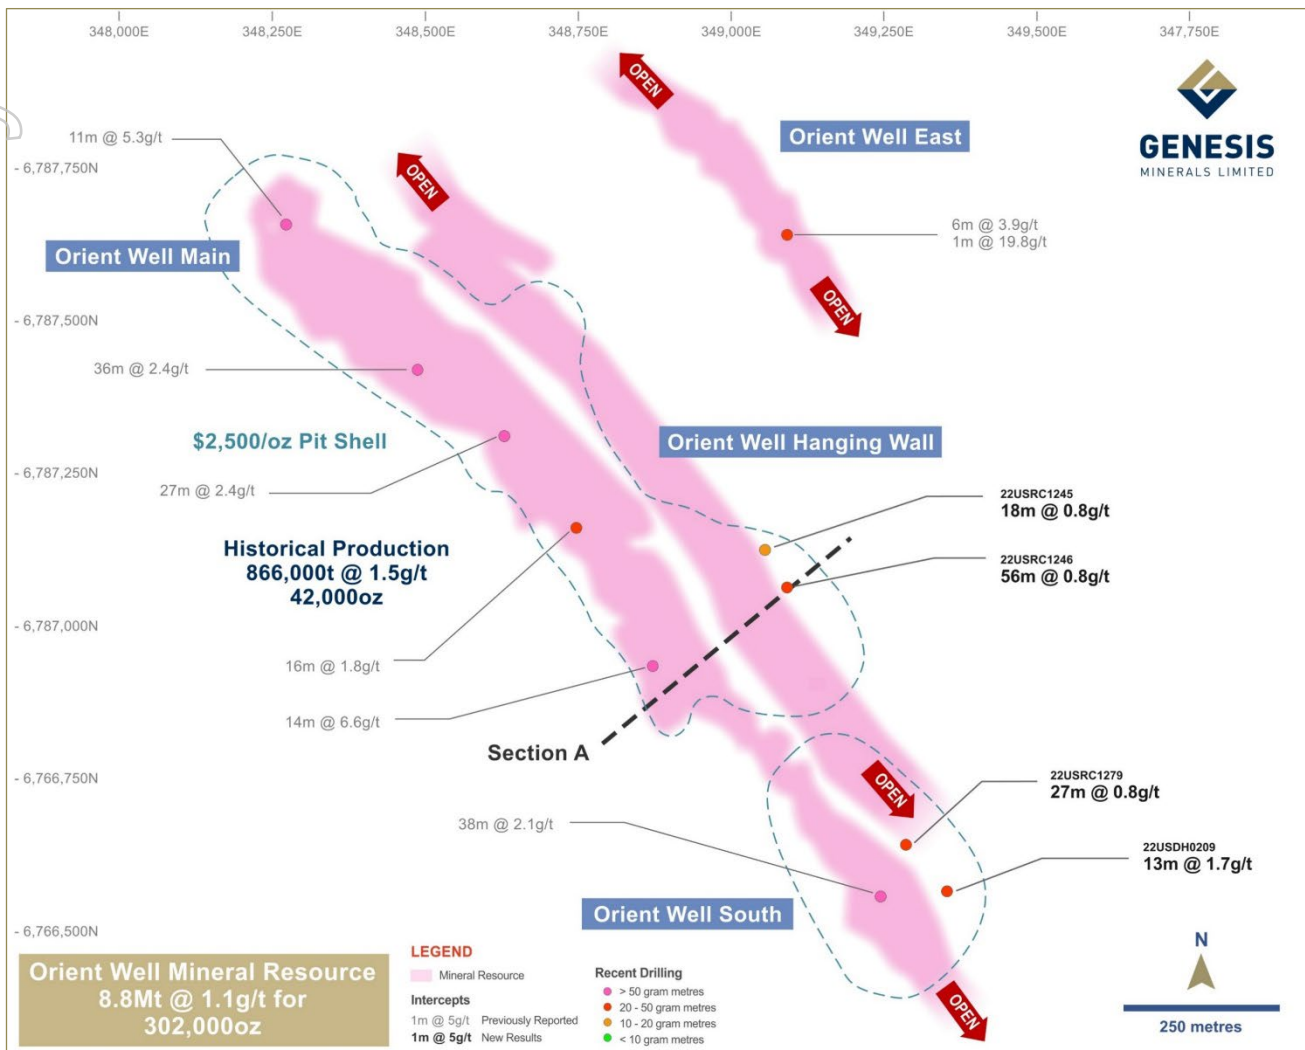 348,000E
348,250E
348,500E
348,750E
349,000E
349,250E
349,500E
347,750E
OPEN
GENESIS
MINERALS LIMITED
Orient Well East
11m @ 5.3g/t
- 6,787,750N
OPEN
6m @ 3.9g/t
1m @ 19.8g/t
Orient Well Main
OPEN
- 6,787,500N
36m @ 2.4g/t
$2,500/oz Pit Shell
Orient Well Hanging Wall
- 6,787,250N
27m @ 2.4g/t
22USRC1245
18m @ 0.8g/t
Historical Production
866,000t @ 1.5g/t
42,000oz
22USRC1246
56m @ 0.8g/t
- 6,787,000N
16m @ 1.8g/t
14m @ 6.6g/t
Section A
- 6,766,750N
OPEN
22USRC1279
27m @ 0.8g/t
38m @ 2.1g/t
22USDH0209
13m @ 1.7g/t
Orient Well South
- 6,766,500N
Orient Well Mineral Resource
8.8Mt @ 1.1g/t for
302,000oz
LEGEND
Mineral Resource
Intercepts
1m @ 5g/t Previously Reported
1m @ 5g/t New Results
Recent Drilling
> 50 gram metres
20 - 50 gram metres
10 - 20 gram metres
< 10 gram metres
OPEN
N
250 metres